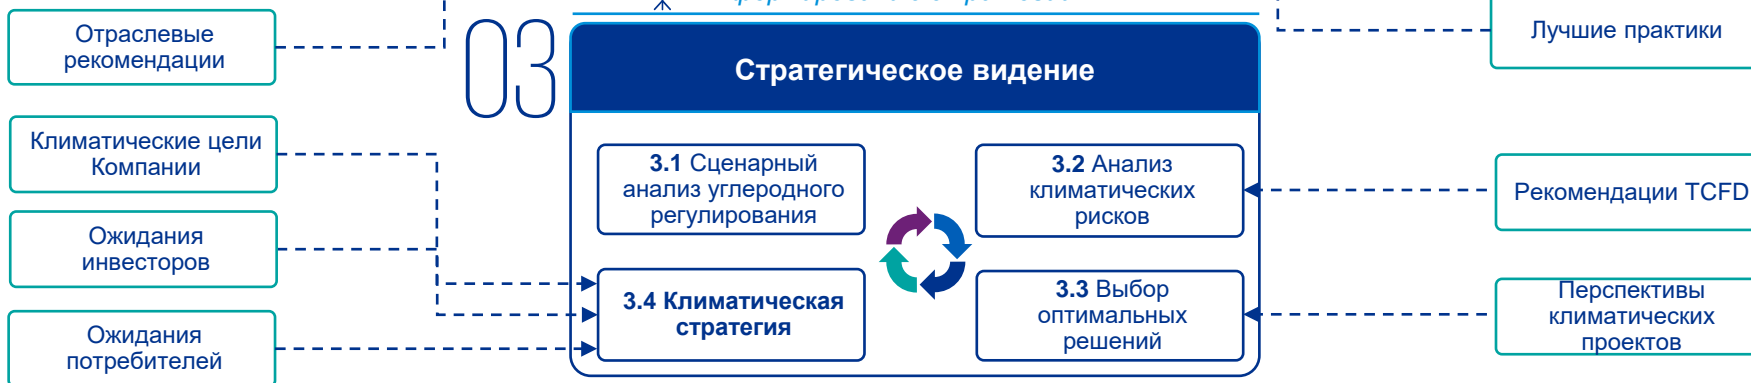 Отраслевые
рекомендации
03
Стратегическое видение
Лучшие практики
Климатические цели
Компании
3.1 Сценарный
анализ углеродного
регулирования
3.2 Анализ
климатических
рисков
Рекомендации TCFD
Ожидания
инвесторов
3.4 Климатическая
стратегия
3.3 Выбор
оптимальных
решений
Перспективы
климатических
проектов
Ожидания
потребителей